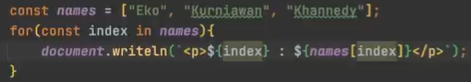 const names = ["Eko", "Kurniawan", "Khannedy"];
for(const index in names){
    document.writeln(`<p>${index} : ${names[index]}</p>`);
}